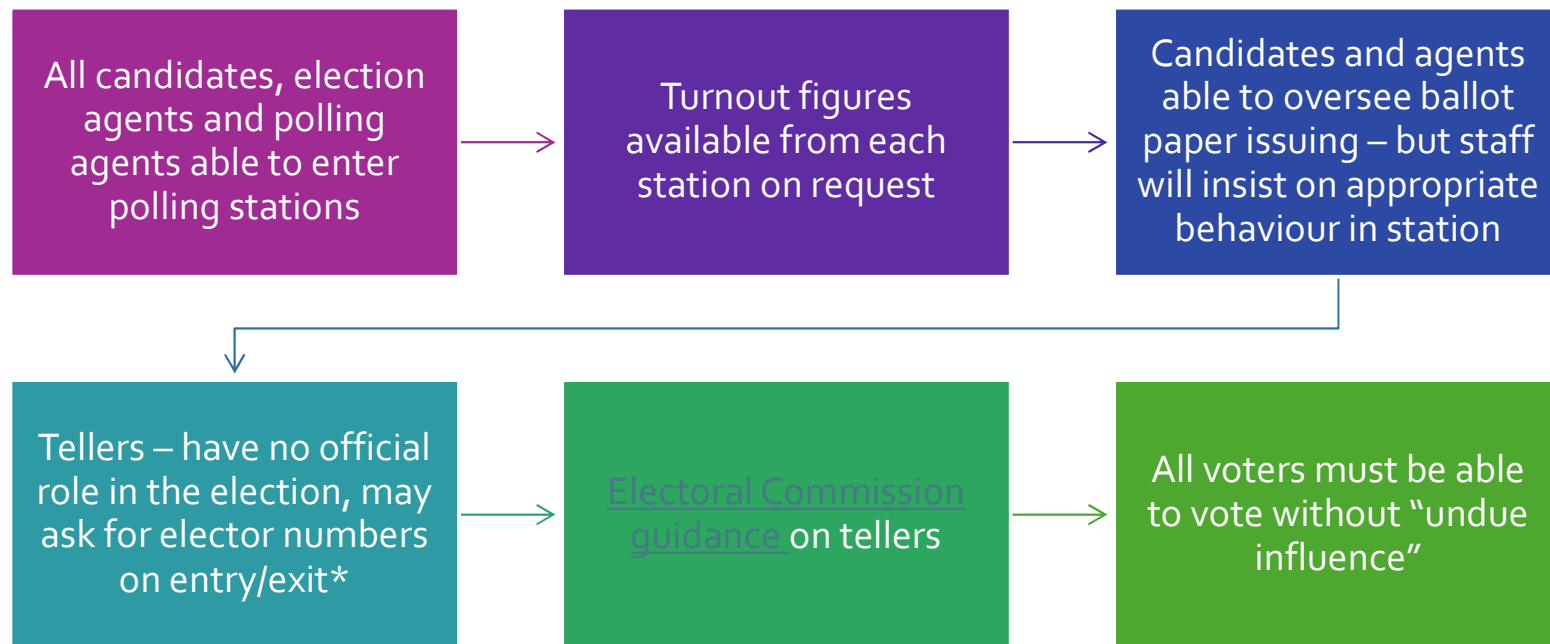 All candidates, election
agents and polling
agents able to enter
polling stations
Turnout figures
available from each
station on request
Candidates and agents
able to oversee ballot
paper issuing – but staff
will insist on appropriate
behaviour in station
Tellers – have no official
role in the election, may
ask for elector numbers
on entry/exit*
Electoral Commission
guidance on tellers
All voters must be able
to vote without “undue
influence”